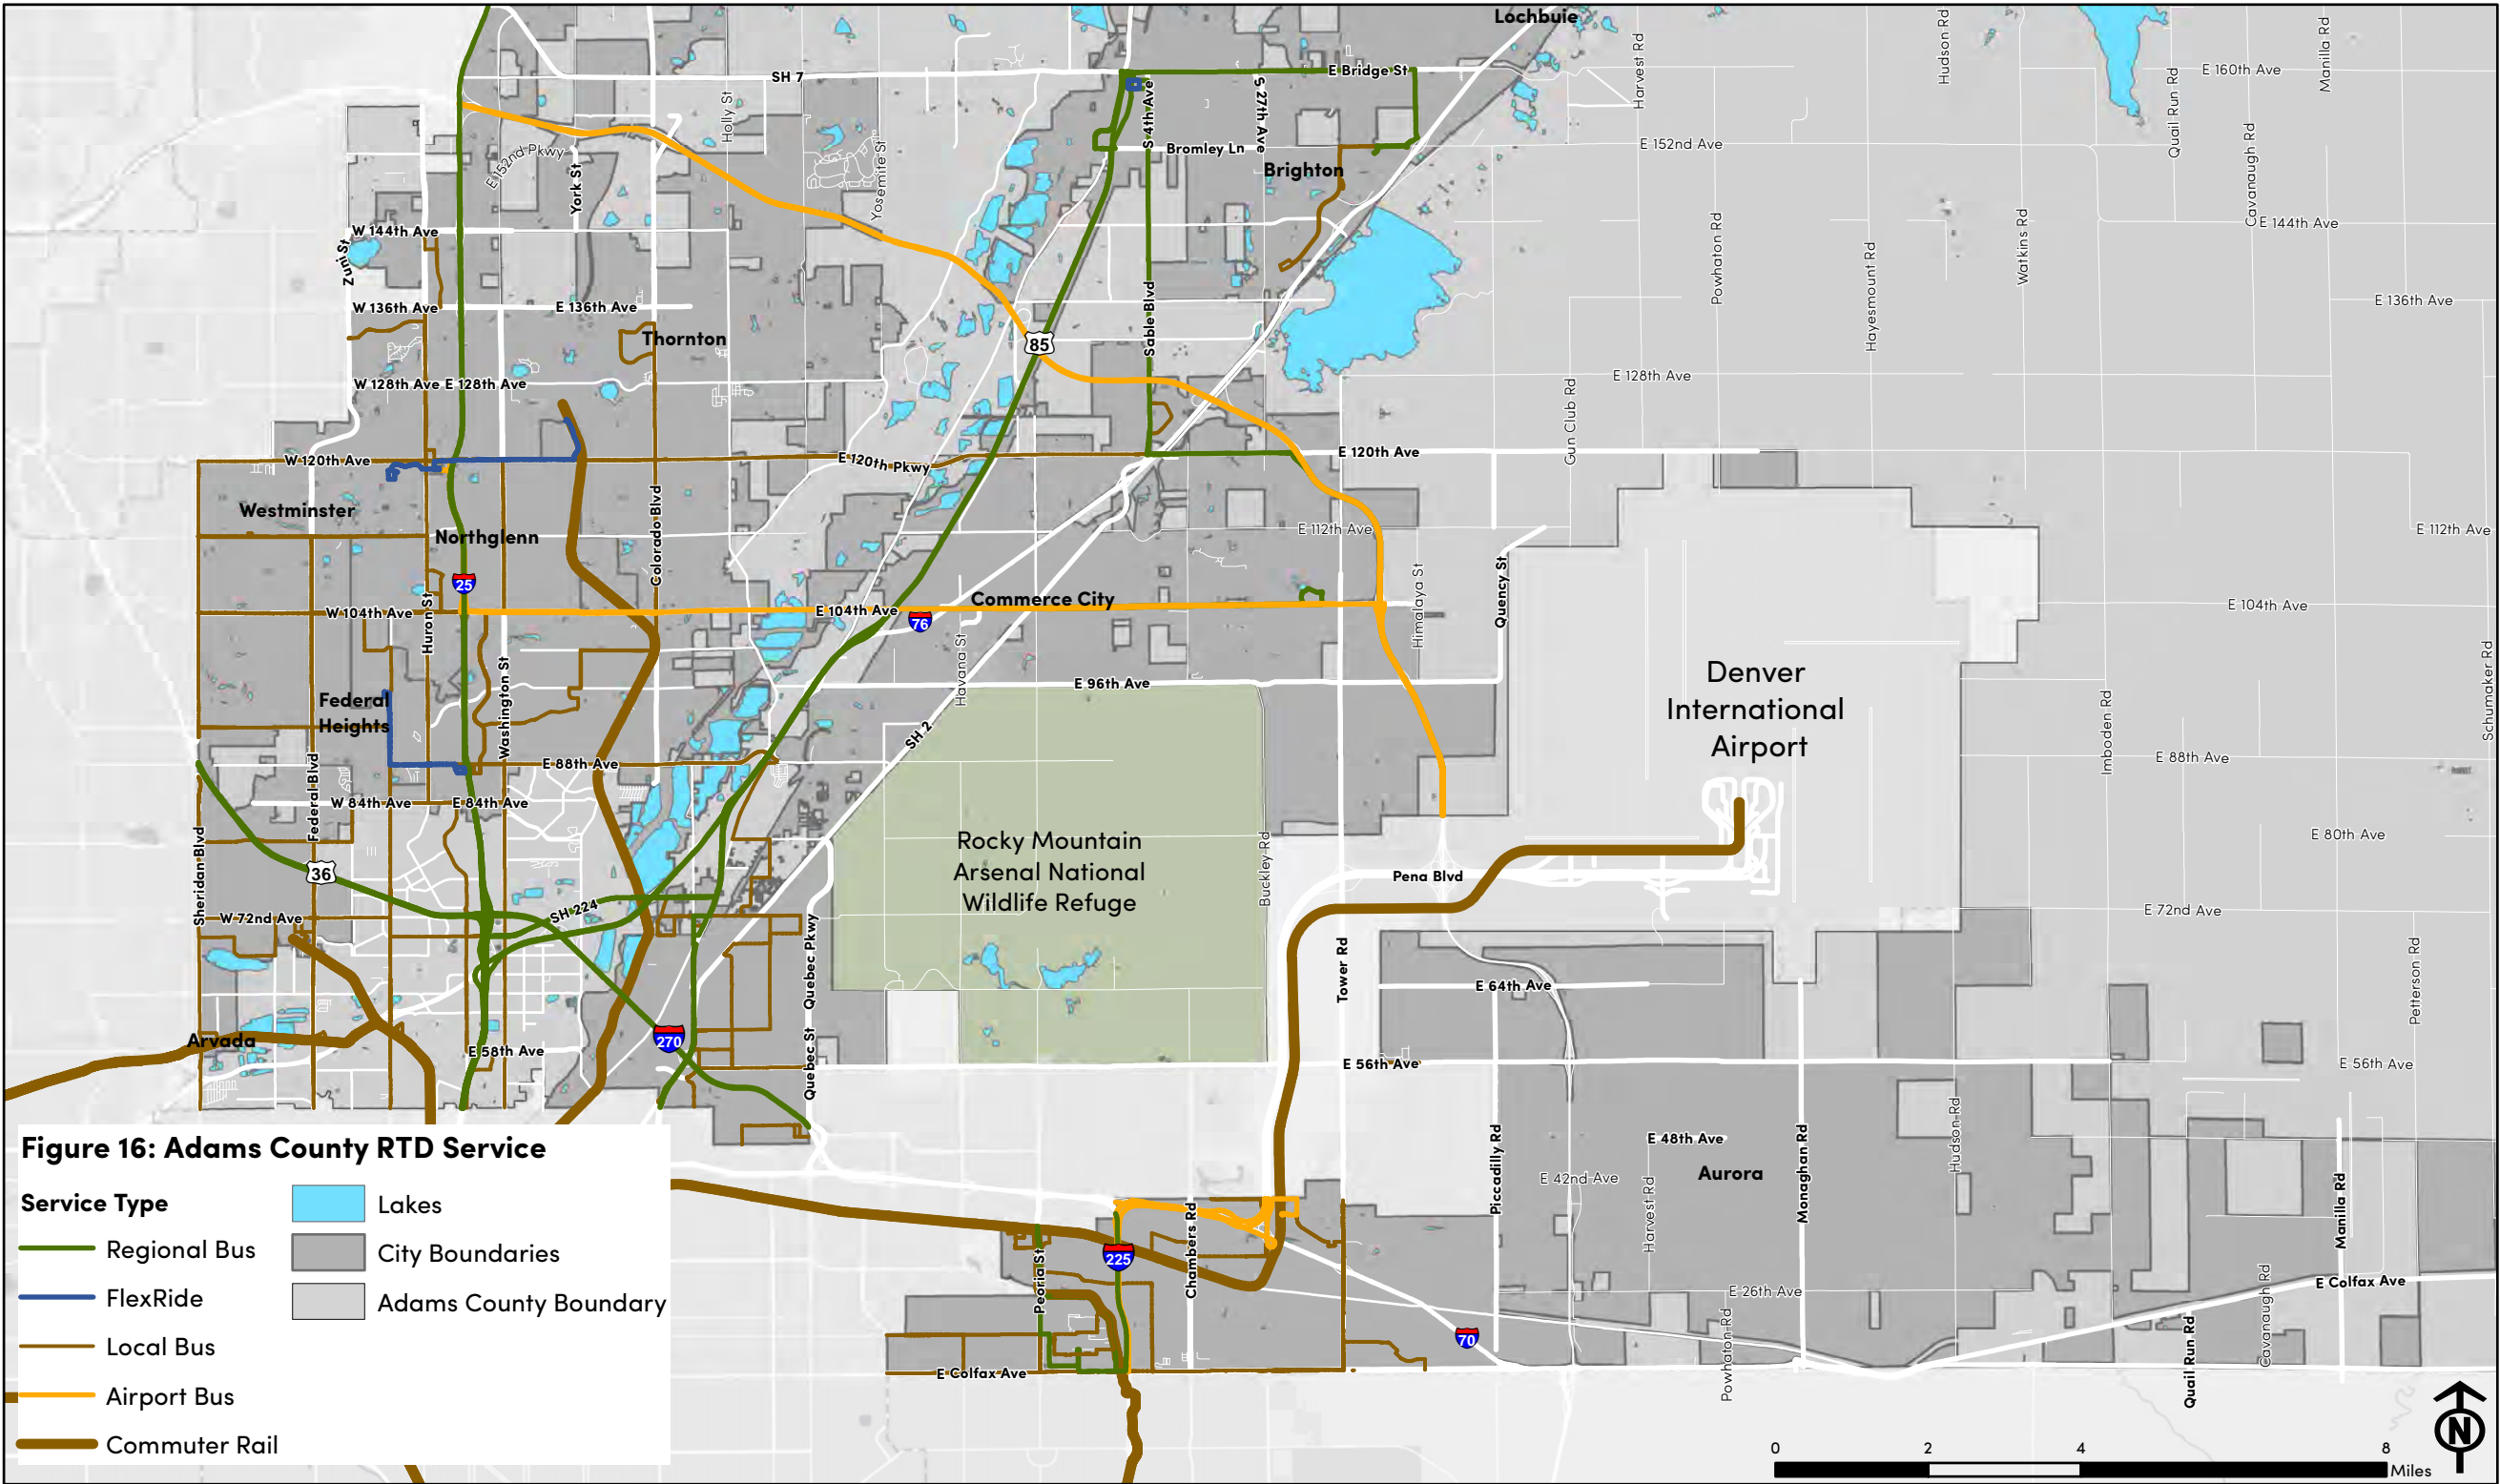 Lochbuie
SH 7
E Bridge St
E 160th Ave
Manilla Rd
Hudson Rd
Harvest Rd
Quail Run Rd
Holly St
S 4th Ave
S 27th Ave
E 152nd Pkwy
York St
Yosemite St
Bromley Ln
Brighton
E 152nd Ave
Cavanaugh Rd
W 144th Ave
Zuni St
E 144th Ave
Powhaton Rd
Watkins Rd
Hayesmount Rd
W 136th Ave
E 136th Ave
E 136th Ave
Thornton
85
Sable Blvd
W 128th Ave
E 128th Ave
E 128th Ave
Gun Club Rd
W 120th Ave
E 120th Pkwy
E 120th Ave
Westminster
Northglenn
Colorado Blvd
E 112th Ave
E 112th Ave
25
Quency St
Himalaya St
Huron St
W 104th Ave
E 104th Ave
76
Commerce City
E 104th Ave
Havana St
Washington St
E 96th Ave
Denver
International
Airport
Schumaker Rd
Imboden Rd
Federal
Heights
SH 2
E 88th Ave
E 88th Ave
Federal Blvd
W 84th Ave
E 84th Ave
Sheridan Blvd
36
Rocky Mountain
Arsenal National
Wildlife Refuge
Buckley Rd
E 80th Ave
Pena Blvd
W 72nd Ave
SH 224
E 72nd Ave
Quebec Pkwy
Tower Rd
Petterson Rd
E 64th Ave
Arvada
E 58th Ave
270
Quebec St
E 56th Ave
E 56th Ave
Piccadilly Rd
Monaghan Rd
Hudson Rd
E 48th Ave
Aurora
E 42nd Ave
Harvest Rd
Manilla Rd
Chambers Rd
225
Peoria St
E 26th Ave
E Colfax Ave
Powhaton Rd
Cavanaugh Rd
Quail Run Rd
70
E Colfax Ave
Figure 16: Adams County RTD Service
Service Type
Regional Bus
FlexRide
Local Bus
Airport Bus
Commuter Rail
Lakes
City Boundaries
Adams County Boundary
N
0 2 4 8
Miles